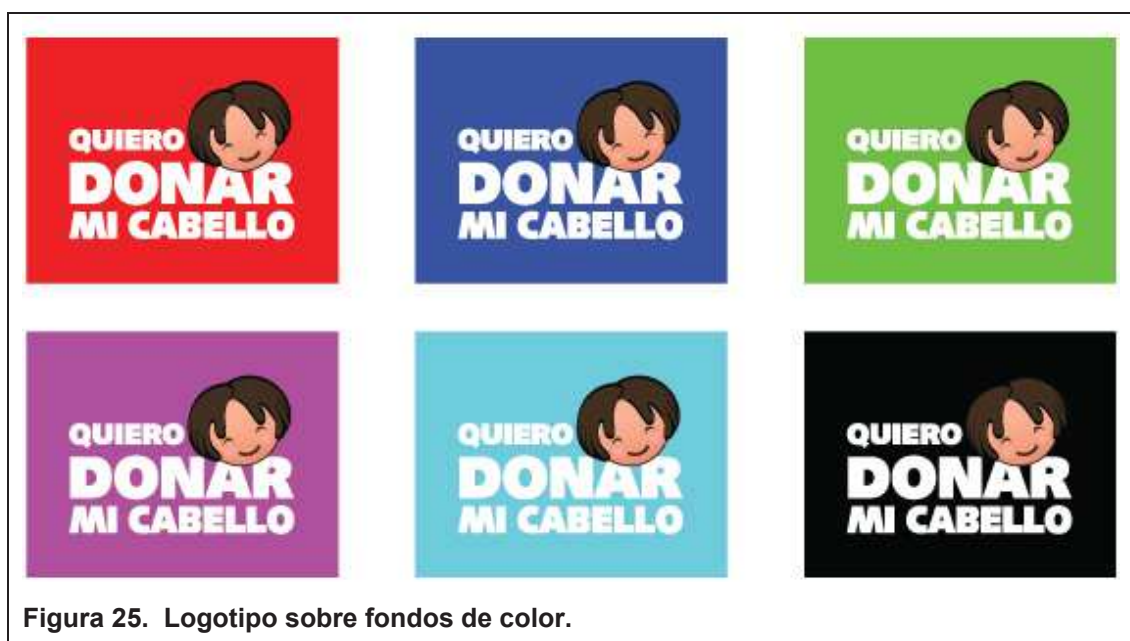 QUIERO
DONAR
MI CABELLO
QUIERO
DONAR
MI CABELLO
QUIERO
DONAR
MI CABELLO
QUIERO
DONAR
MI CABELLO
QUIERO
DONAR
MI CABELLO
QUIERO
DONAR
MI CABELLO
Figura 25. Logotipo sobre fondos de color.